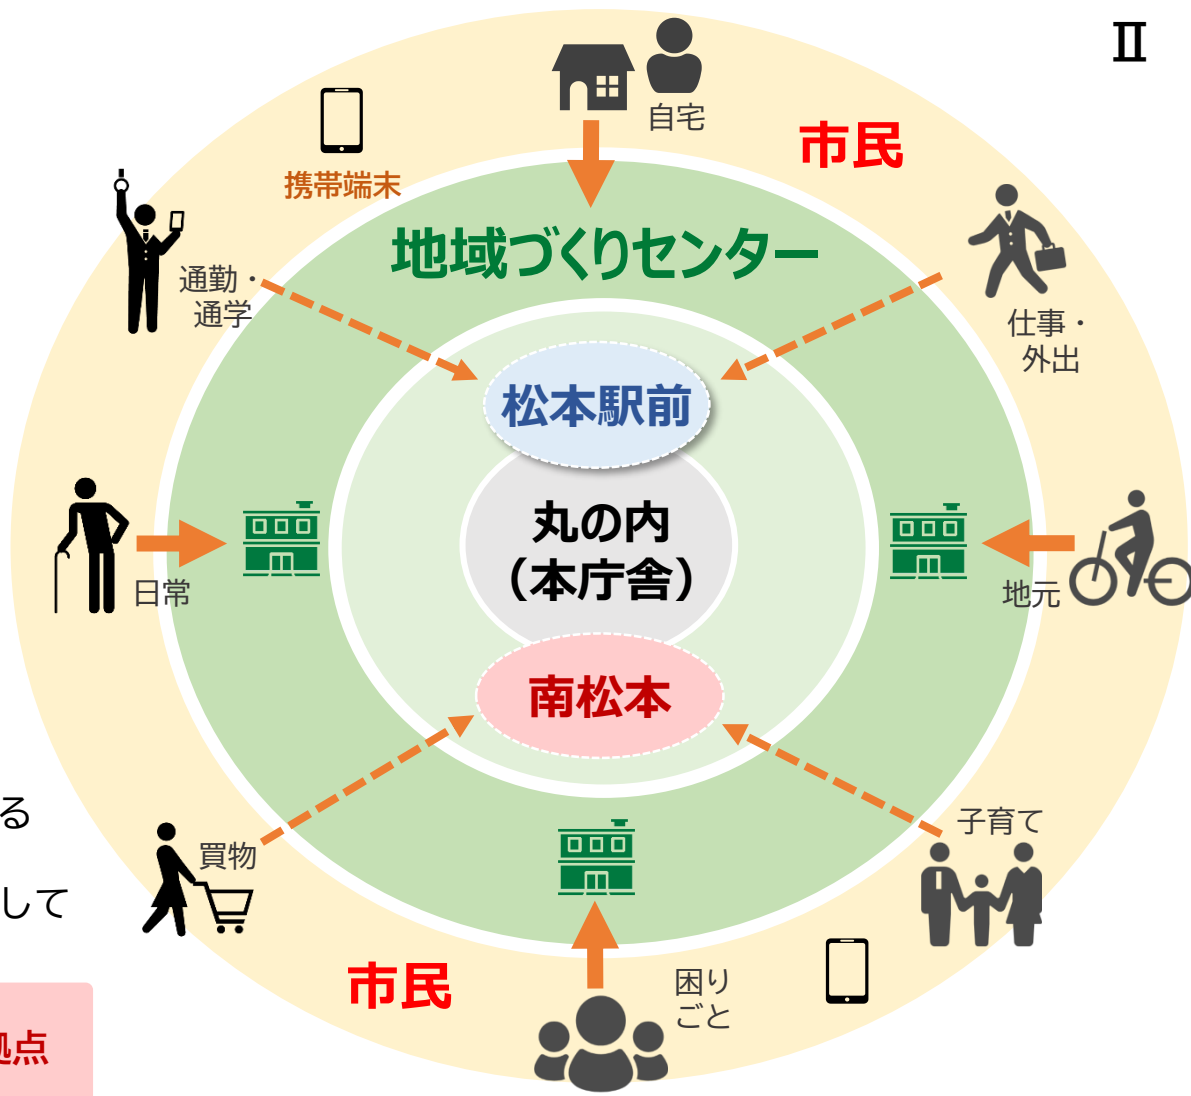 Ⅱ
自宅
市民
携帯端末
地域づくりセンター
通勤・
通学
仕事・
外出
松本駅前
丸の内
（本庁舎）
日常
地元
南松本
る
買物
子育て
して
市民
困り
ごと
拠点